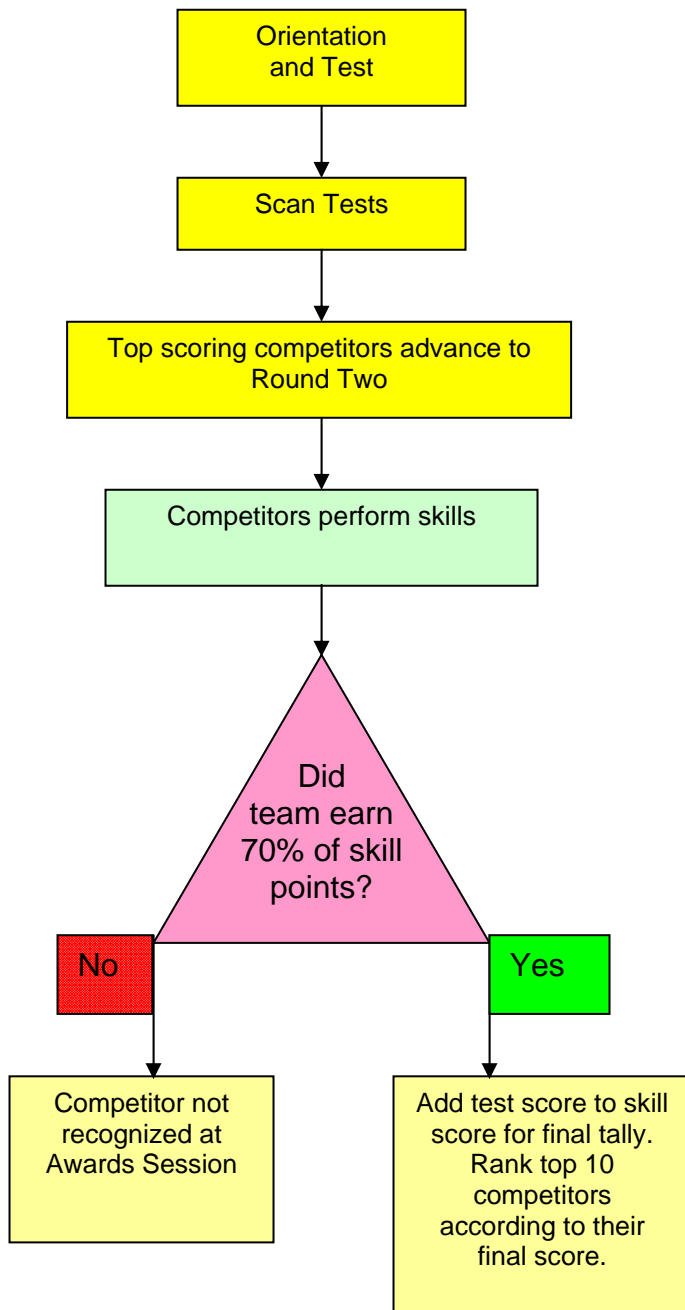 Orientation
and Test
Scan Tests
Top scoring competitors advance to
Round Two
Competitors perform skills
Did
team earn
70% of skill
points?
No
Yes
Competitor not
recognized at
Awards Session
Add test score to skill
score for final tally.
Rank top 10
competitors
according to their
final score.